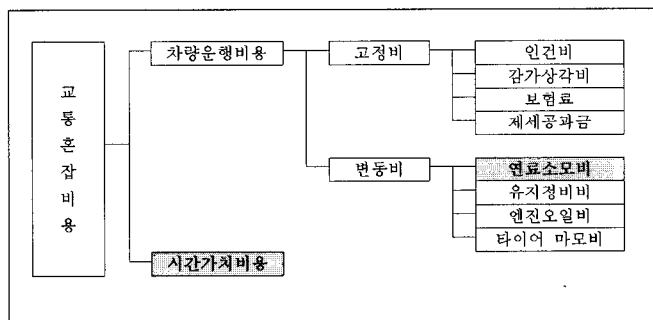 교통혼잡비용
차량운행비용
고정비
인건비
감가상각비
보험료
제세공과금
변동비
연료소모비
유지정비비
엔진오일비
타이어 마모비
시간가치비용